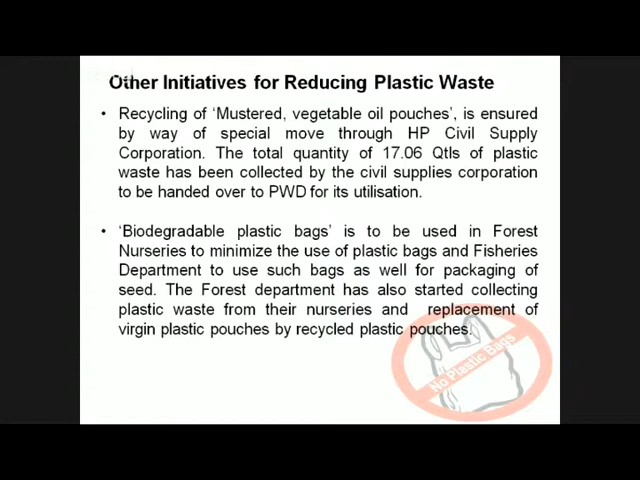 Other Initiatives for Reducing Plastic Waste
• Recycling of ‘Mustered, vegetable oil pouches’, is ensured
by way of special move through HP Civil Supply
Corporation. The total quantity of 17.06 Qtls of plastic
waste has been collected by the civil supplies corporation
to be handed over to PWD for its utilisation.
• ‘Biodegradable plastic bags’ is to be used in Forest
Nurseries to minimize the use of plastic bags and Fisheries
Department to use such bags as well for packaging of
seed. The Forest department has also started collecting
plastic waste from their nurseries and replacement of
virgin plastic pouches by recycled plastic pouches.
No Plastic Bags